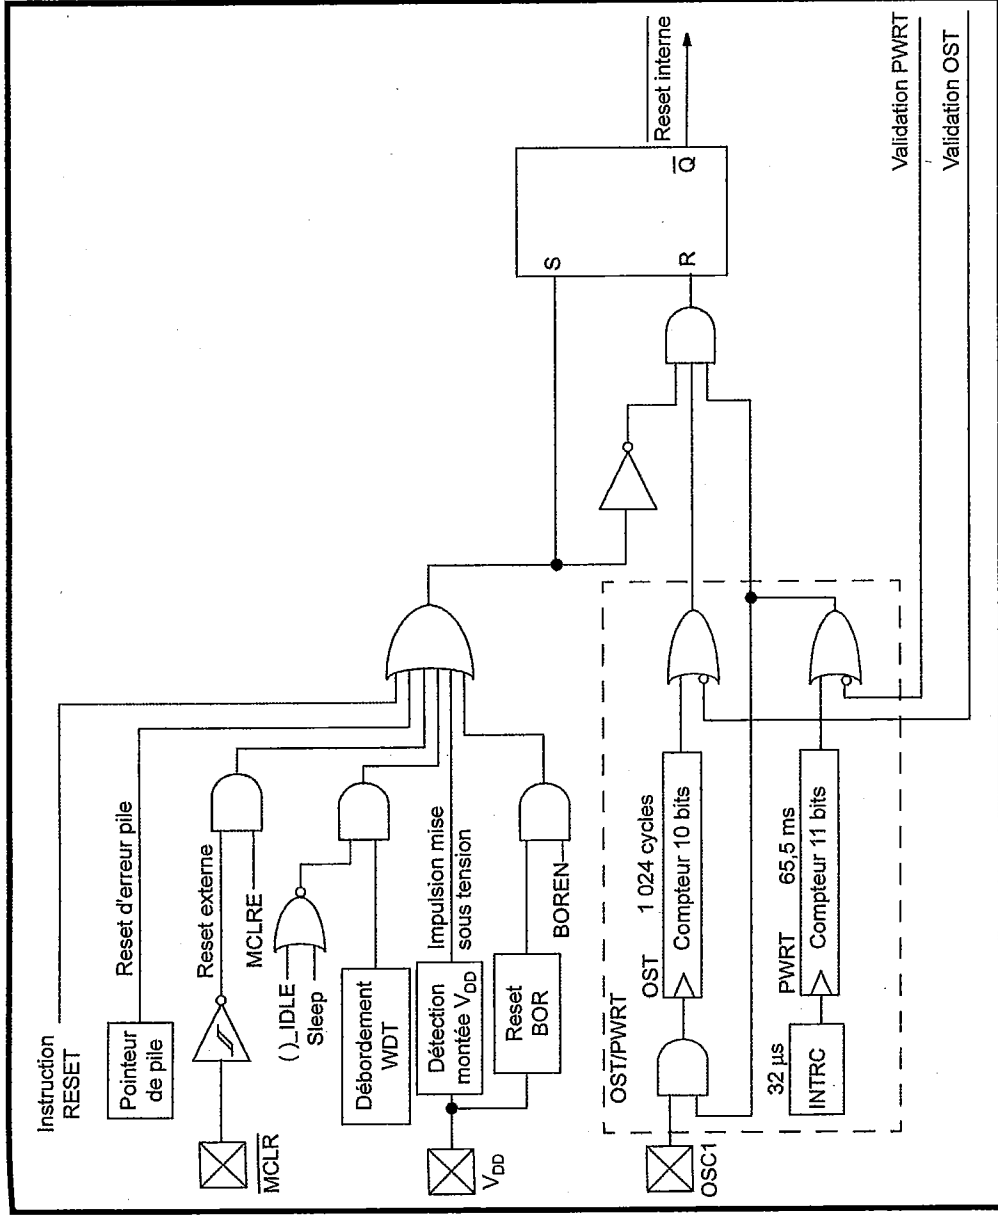 Instruction
RESET
Pointeur
de pile
Reset d'erreur pile
MCLR
Reset externe
MCLRE
( )_IDLE
Sleep
Débordement
WDT
VDD
Détection
montée VDD
Impulsion mise
sous tension
Reset
BOR
BOREN
S
R
Q
Reset interne
OST/PWRT
OST
1 024 cycles
Compteur 10 bits
OSC1
32 µs
INTRC
PWRT
65,5 ms
Compteur 11 bits
Validation PWRT
Validation OST